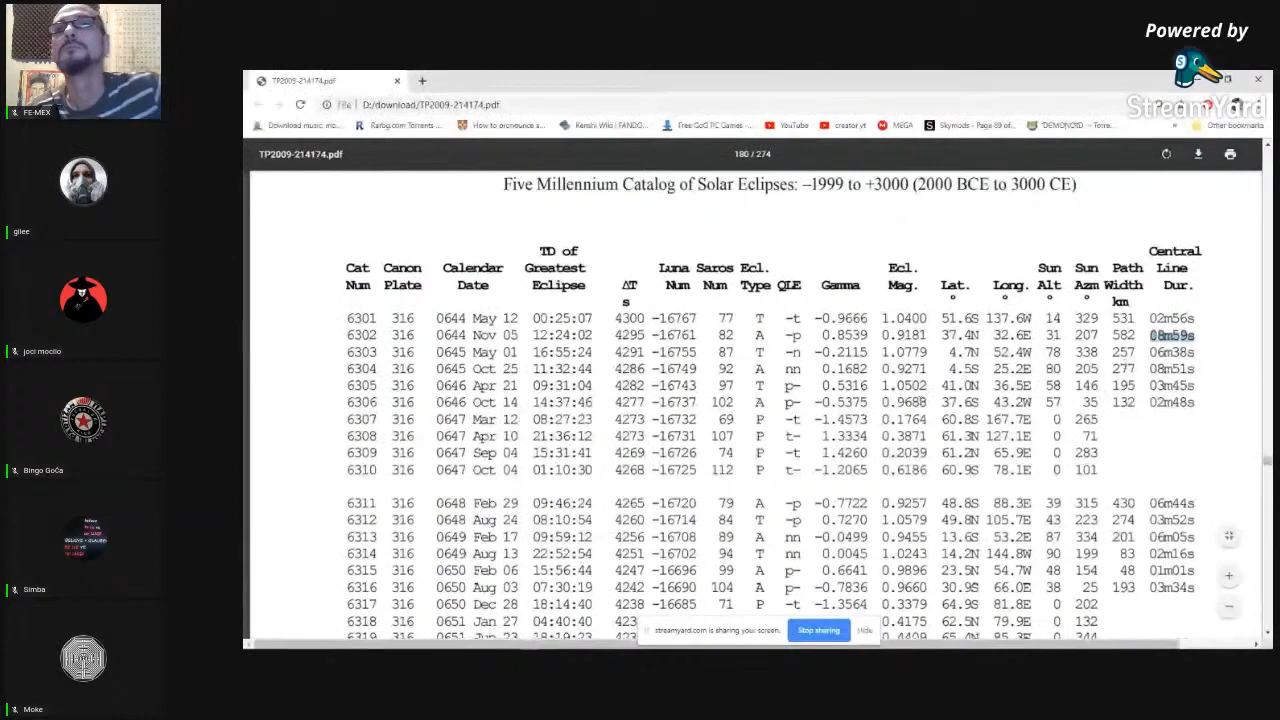 Powered by
StreamYard
FE-MEX
gilee
joci mocilo
Bingo Goča
Simba
Moke
TP2009-214174.pdf
File D:/download/TP2009-214174.pdf
Download music, mo... Rarbg.com Torrents... How to pronounce a... Kenshi Wiki | FANDO... Free GoG PC Games-... YouTube creator yt MEGA Skymods - Page 89 of... Other bookmarks
TP2009-214174.pdf 180 / 274
Five Millennium Catalog of Solar Eclipses: –1999 to +3000 (2000 BCE to 3000 CE)
TD of Central
Cat Canon Calendar Greatest Luna Saros Ecl. Ecl. Sun Sun Path Line
Num Plate Date Eclipse ΔT Num Num Type QLE Gamma Mag. Lat. Long. Alt Azm Width Dur.
s ° ° ° ° km
6301 316 0644 May 12 00:25:07 4300 -16767 77 T -t -0.9666 1.0400 51.6S 137.6W 14 329 531 02m56s
6302 316 0644 Nov 05 12:24:02 4295 -16761 82 A -p 0.8539 0.9181 37.4N 32.6E 31 207 582 08m59s
6303 316 0645 May 01 16:55:24 4291 -16755 87 T -n -0.2115 1.0779 4.7N 52.4W 78 338 257 06m38s
6304 316 0645 Oct 25 11:32:44 4286 -16749 92 A nn 0.1682 0.9271 4.5S 25.2E 80 205 277 08m51s
6305 316 0646 Apr 21 09:31:04 4282 -16743 97 T p- 0.5316 1.0502 41.0N 36.5E 58 146 195 03m45s
6306 316 0646 Oct 14 14:37:46 4277 -16737 102 A p- -0.5375 0.9688 37.6S 43.2W 57 35 132 02m48s
6307 316 0647 Mar 12 08:27:23 4273 -16732 69 P -t -1.4573 0.1764 60.8S 167.7E 0 265
6308 316 0647 Apr 10 21:36:12 4273 -16731 107 P t- 1.3334 0.3871 61.3N 127.1E 0 71
6309 316 0647 Sep 04 15:31:41 4269 -16726 74 P -t 1.4260 0.2039 61.2N 65.9E 0 283
6310 316 0647 Oct 04 01:10:30 4268 -16725 112 P t- -1.2065 0.6186 60.9S 78.1E 0 101
6311 316 0648 Feb 29 09:46:24 4265 -16720 79 A -p -0.7722 0.9257 48.8S 88.3E 39 315 430 06m44s
6312 316 0648 Aug 24 08:10:54 4260 -16714 84 T -p 0.7270 1.0579 49.8N 105.7E 43 223 274 03m52s
6313 316 0649 Feb 17 09:59:12 4256 -16708 89 A nn -0.0499 0.9455 13.6S 53.2E 87 334 201 06m05s
6314 316 0649 Aug 13 22:52:54 4251 -16702 94 T nn 0.0045 1.0243 14.2N 144.8W 90 199 83 02m16s
6315 316 0650 Feb 06 15:56:44 4247 -16696 99 A p- 0.6641 0.9896 23.5N 54.7W 48 154 48 01m01s
6316 316 0650 Aug 03 07:30:19 4242 -16690 104 A p- -0.7836 0.9660 30.9S 66.0E 38 25 193 03m34s
6317 316 0650 Dec 28 18:14:40 4238 -16685 71 P -t -1.3564 0.3379 64.9S 81.8E 0 202
6318 316 0651 Jan 27 04:40:40 0.4175 62.5N 79.9E 0 132
streamyard.com is sharing your screen. Stop sharing Hide